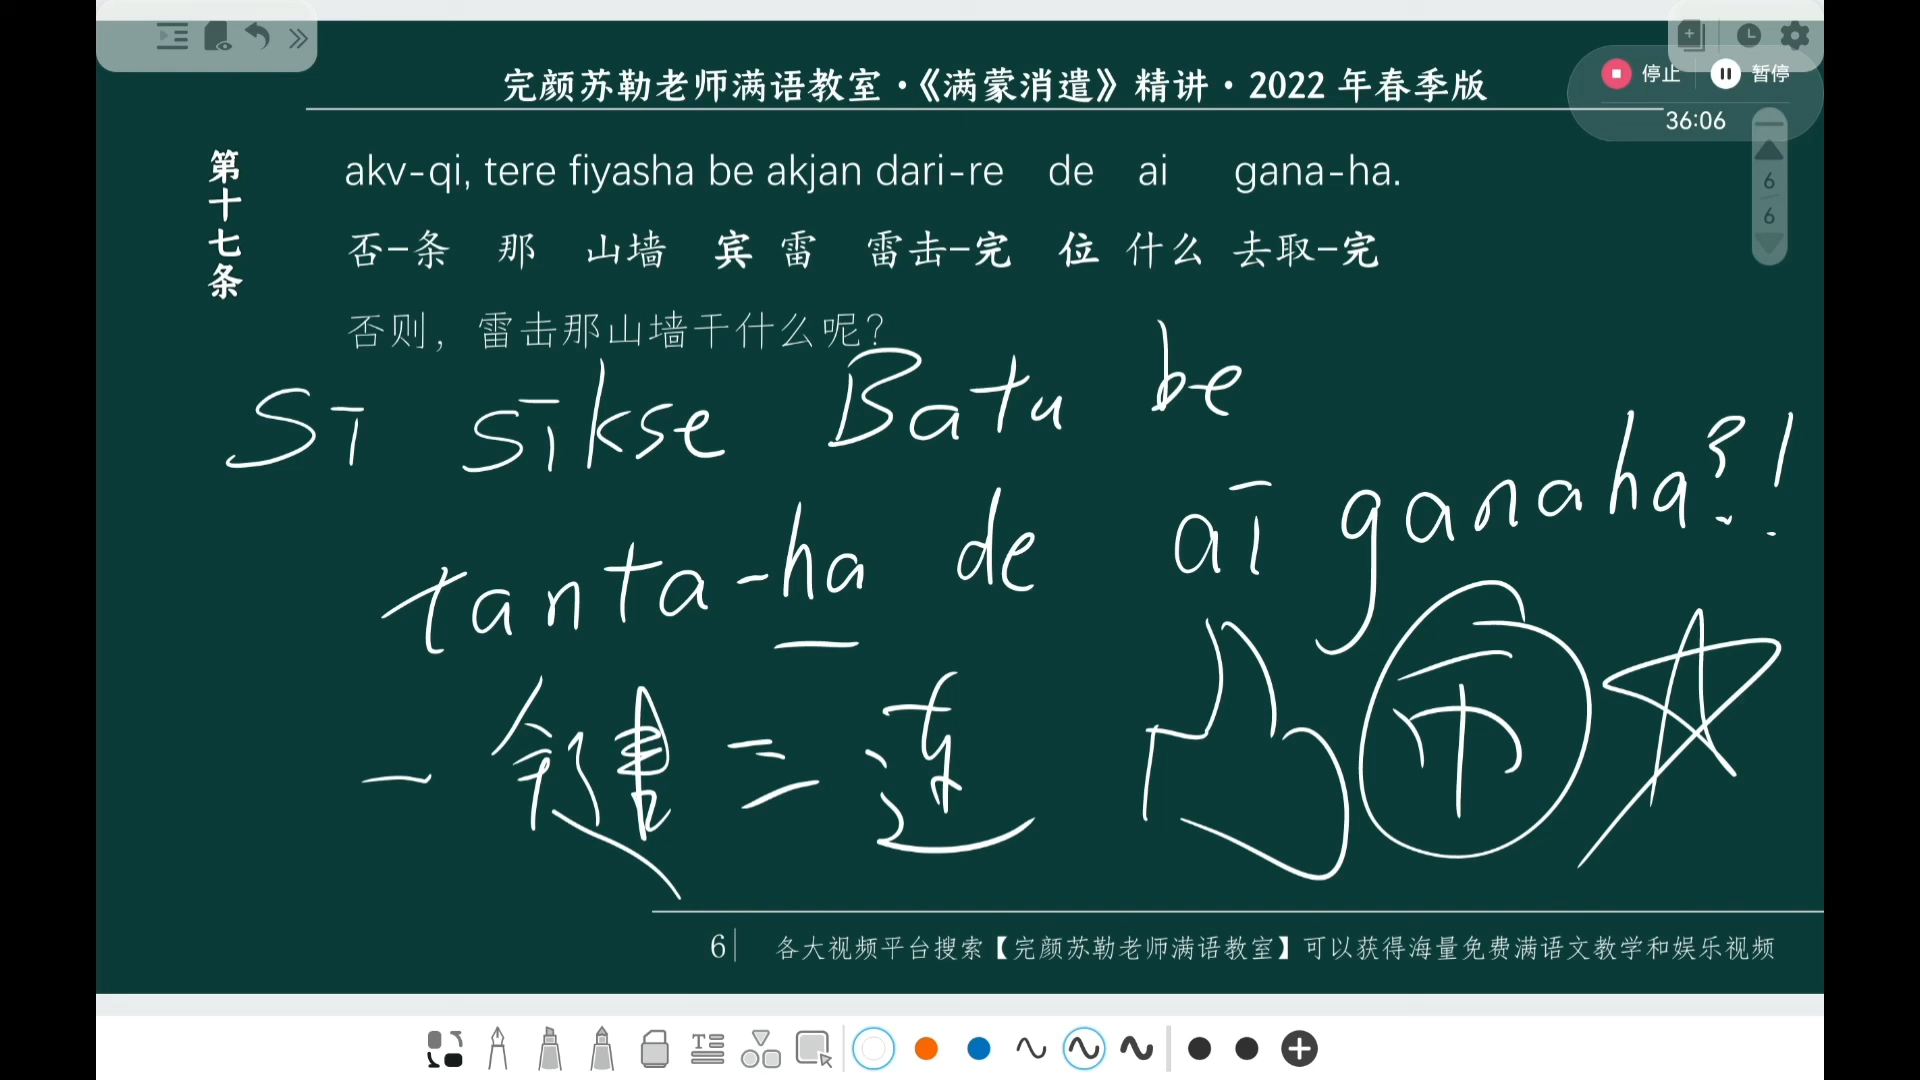 完颜苏勒老师满语教室·《满蒙消遣》精讲·2022 年春季版
停止 暂停
36:06
6
6
第十七条
akv-qi, tere fiyasha be akjan dari-re de ai gana-ha.
否-条 那 山墙 宾 雷 雷击-完 位 什么 去取-完
否则，雷击那山墙干什么呢？
Si sikse Batu be
tanta-ha de ai ganaha?!
一键三连 币
6 各大视频平台搜索【完颜苏勒老师满语教室】可以获得海量免费满语文教学和娱乐视频